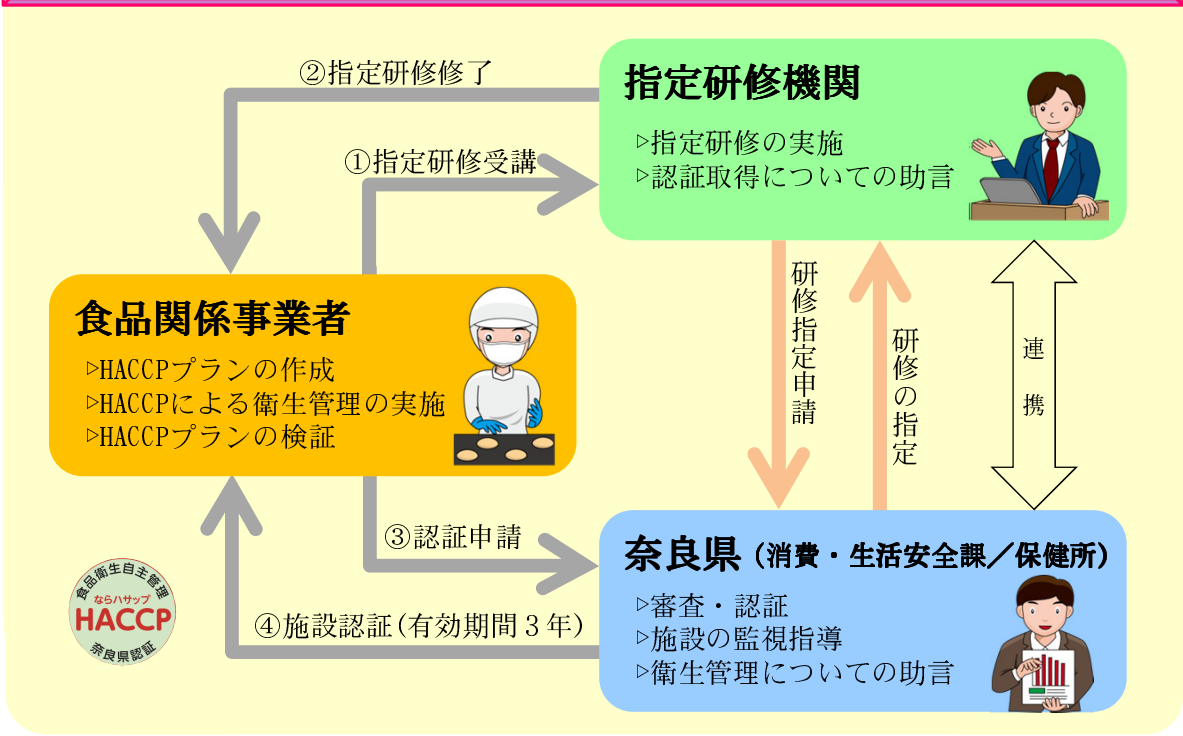 ②指定研修修了
指定研修機関
▷指定研修の実施
▷認証取得についての助言
①指定研修受講
食品関係事業者
▷HACCPプランの作成
▷HACCPによる衛生管理の実施
▷HACCPプランの検証
研修指定申請
研修の指定
連携
③認証申請
④施設認証(有効期間3年)
奈良県(消費・生活安全課/保健所)
▷審査・認証
▷施設の監視指導
▷衛生管理についての助言
食品衛生自主管理
ならハサップ
HACCP
奈良県認証